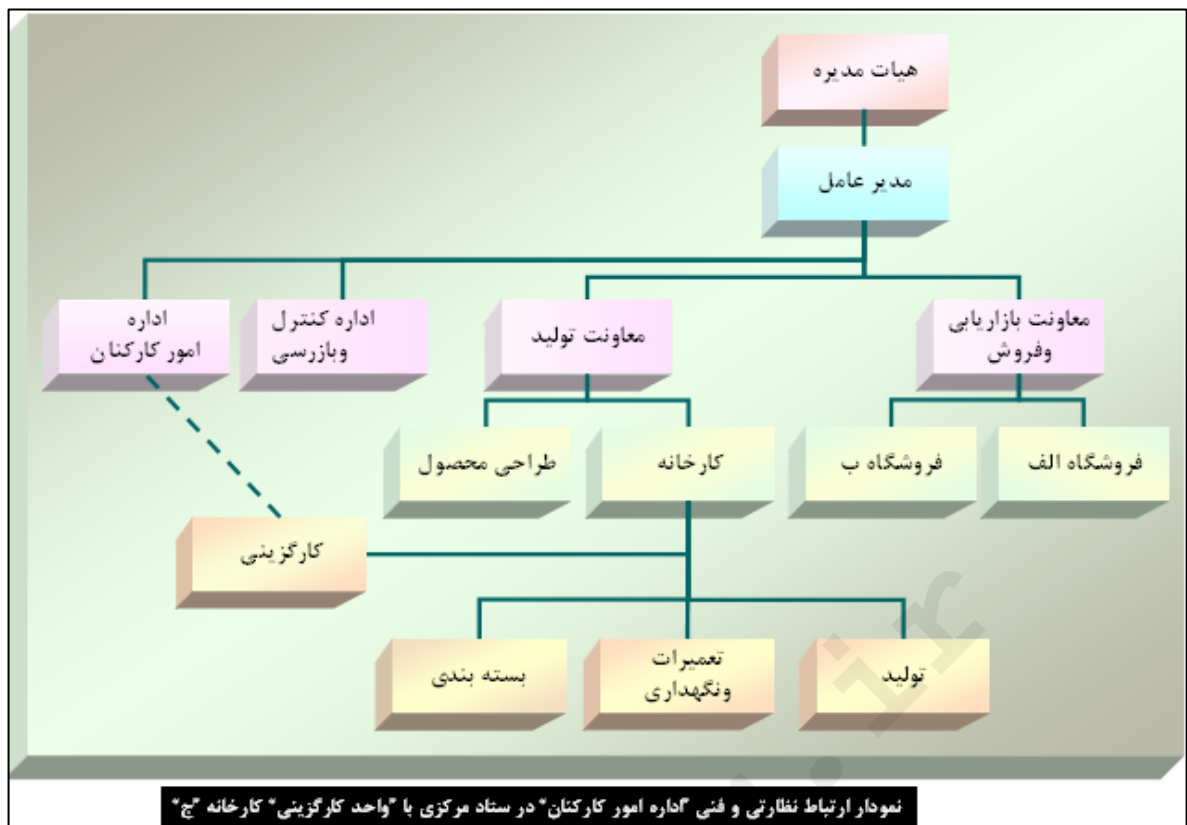 هیات مدیره
مدیر عامل
معاونت بازاریابی
وفروش
معاونت تولید
اداره کنترل
وبازرسی
اداره
امور کارکنان
فروشگاه الف
فروشگاه ب
کارخانه
طراحی محصول
کارگزینی
تولید
تعمیرات
ونگهداری
بسته بندی
نمودار ارتباط نظارتی و فنی "اداره امور کارکنان" در ستاد مرکزی با "واحد کارگزینی" کارخانه "ج"
.ir